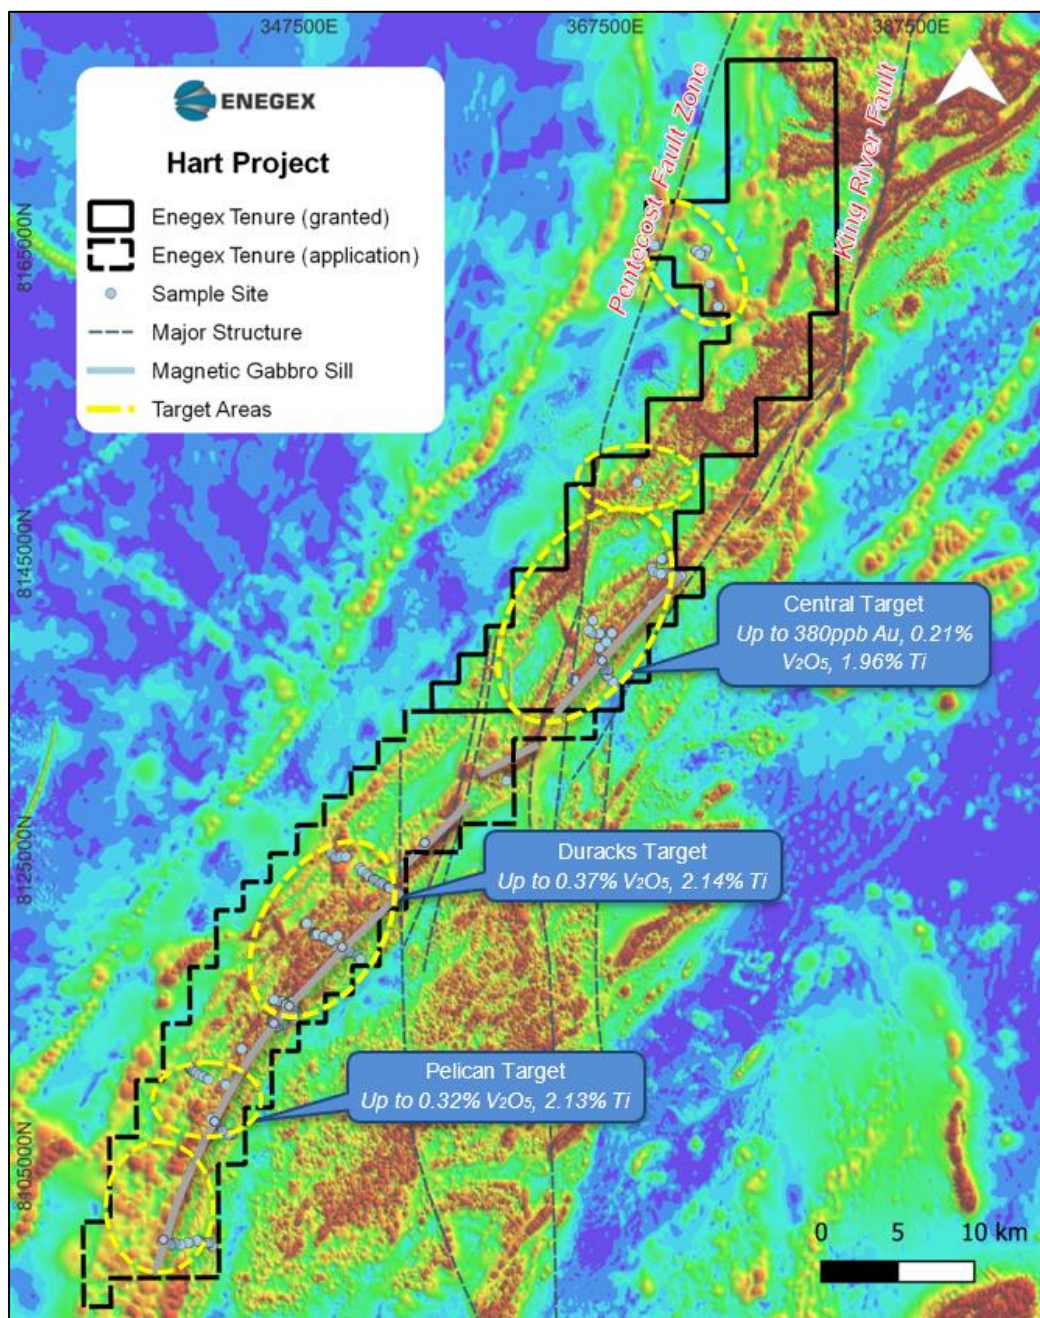 347500E
367500E
387500E
ENEGEX
Hart Project
Enegex Tenure (granted)
Enegex Tenure (application)
Sample Site
Major Structure
Magnetic Gabbro Sill
Target Areas
Pentecost Fault Zone
King River Fault
8165000N
8145000N
8125000N
8105000N
Central Target
Up to 380ppb Au, 0.21%
V₂O₅, 1.96% Ti
Duracks Target
Up to 0.37% V₂O₅, 2.14% Ti
Pelican Target
Up to 0.32% V₂O₅, 2.13% Ti
0 5 10 km